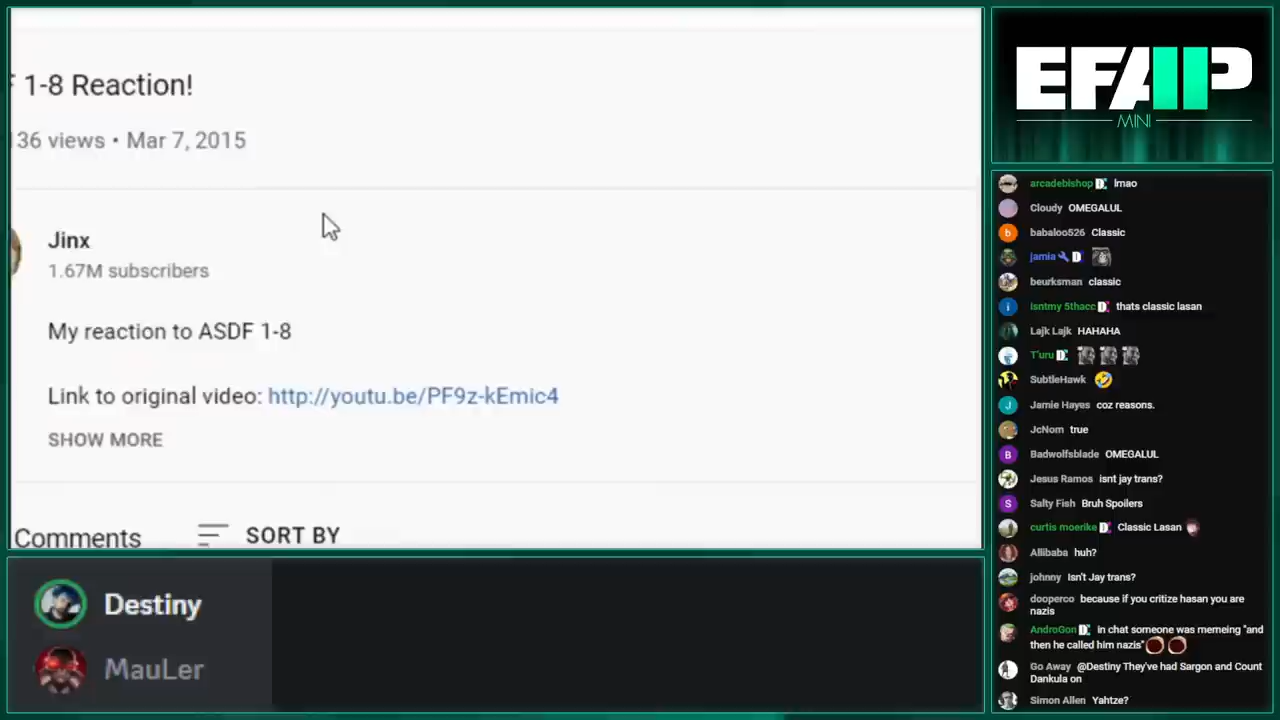 1-8 Reaction!
136 views • Mar 7, 2015
Jinx
1.67M subscribers
My reaction to ASDF 1-8
Link to original video: http://youtu.be/PF9z-kEmic4
SHOW MORE
Comments
SORT BY
Destiny
MauLer
EFAP
MINI
arcadebishop lmao
Cloudy OMEGALUL
babaloo526 Classic
jamia
beurksman classic
isntmy 5thacc thats classic lasan
Lajk Lajk HAHAHA
T'uru
SubtleHawk
Jamie Hayes coz reasons.
JcNom true
Badwolfsblade OMEGALUL
Jesus Ramos isnt jay trans?
Salty Fish Bruh Spoilers
curtis moerike Classic Lasan
Allibaba huh?
johnny Isn't Jay trans?
dooperco because if you critize hasan you are
nazis
AndroGon in chat someone was memeing "and
then he called him nazis"
Go Away @Destiny They've had Sargon and Count
Dankula on
Simon Allen Yahtze?